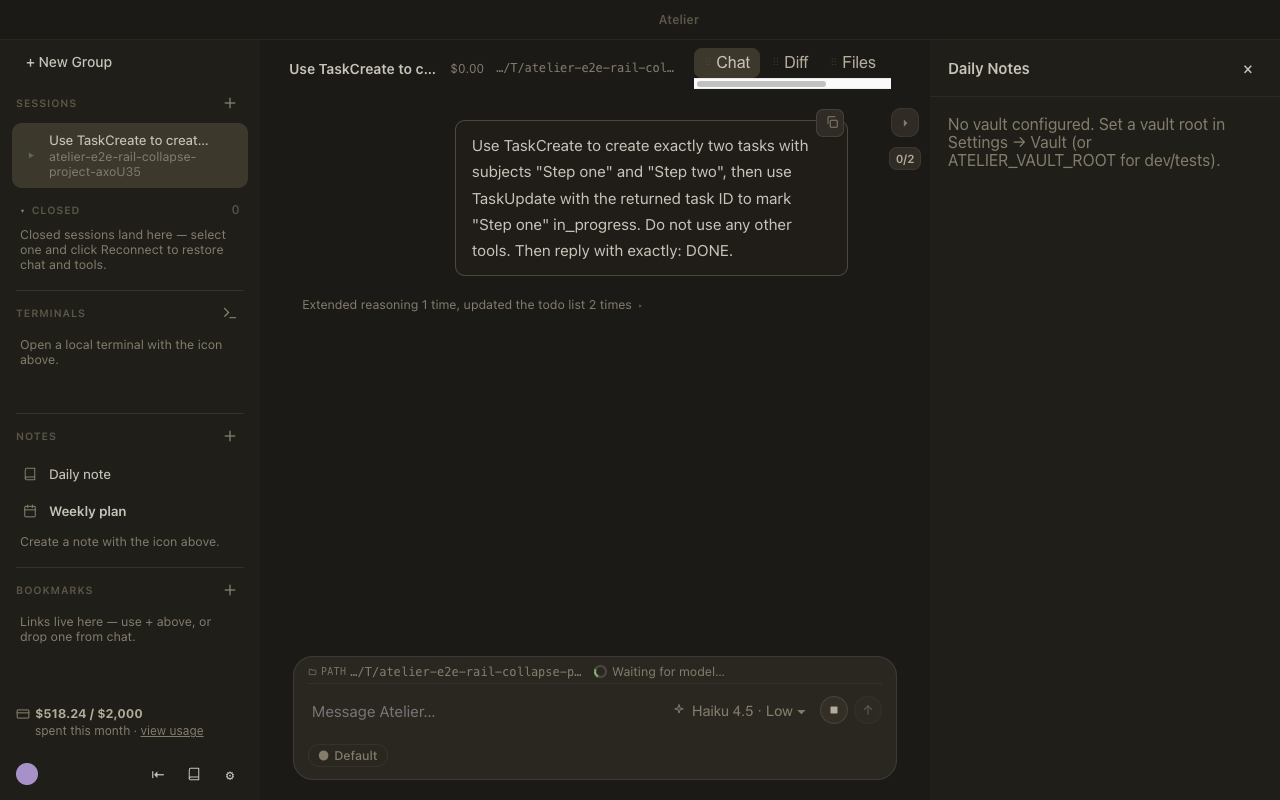 Atelier
+ New Group
SESSIONS
Use TaskCreate to creat...
atelier-e2e-rail-collapse-
project-axoU35
CLOSED 0
Closed sessions land here — select
one and click Reconnect to restore
chat and tools.
TERMINALS
Open a local terminal with the icon
above.
NOTES
Daily note
Weekly plan
Create a note with the icon above.
BOOKMARKS
Links live here — use + above, or
drop one from chat.
$518.24 / $2,000
spent this month · view usage
Use TaskCreate to c... $0.00 …/T/atelier-e2e-rail-col… Chat Diff Files
Use TaskCreate to create exactly two tasks with
subjects "Step one" and "Step two", then use
TaskUpdate with the returned task ID to mark
"Step one" in_progress. Do not use any other
tools. Then reply with exactly: DONE.
0/2
Extended reasoning 1 time, updated the todo list 2 times
PATH …/T/atelier-e2e-rail-collapse-p… Waiting for model...
Message Atelier... Haiku 4.5 · Low
Default
Daily Notes ×
No vault configured. Set a vault root in
Settings → Vault (or
ATELIER_VAULT_ROOT for dev/tests).